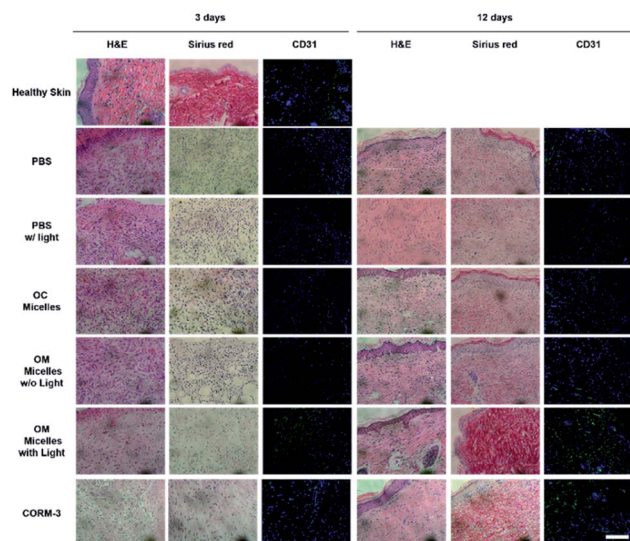 3 days
12 days
H&E
Sirius red
CD31
H&E
Sirius red
CD31
Healthy Skin
PBS
PBS
w/ light
OC
Micelles
OM
Micelles
w/o Light
OM
Micelles
with Light
CORM-3